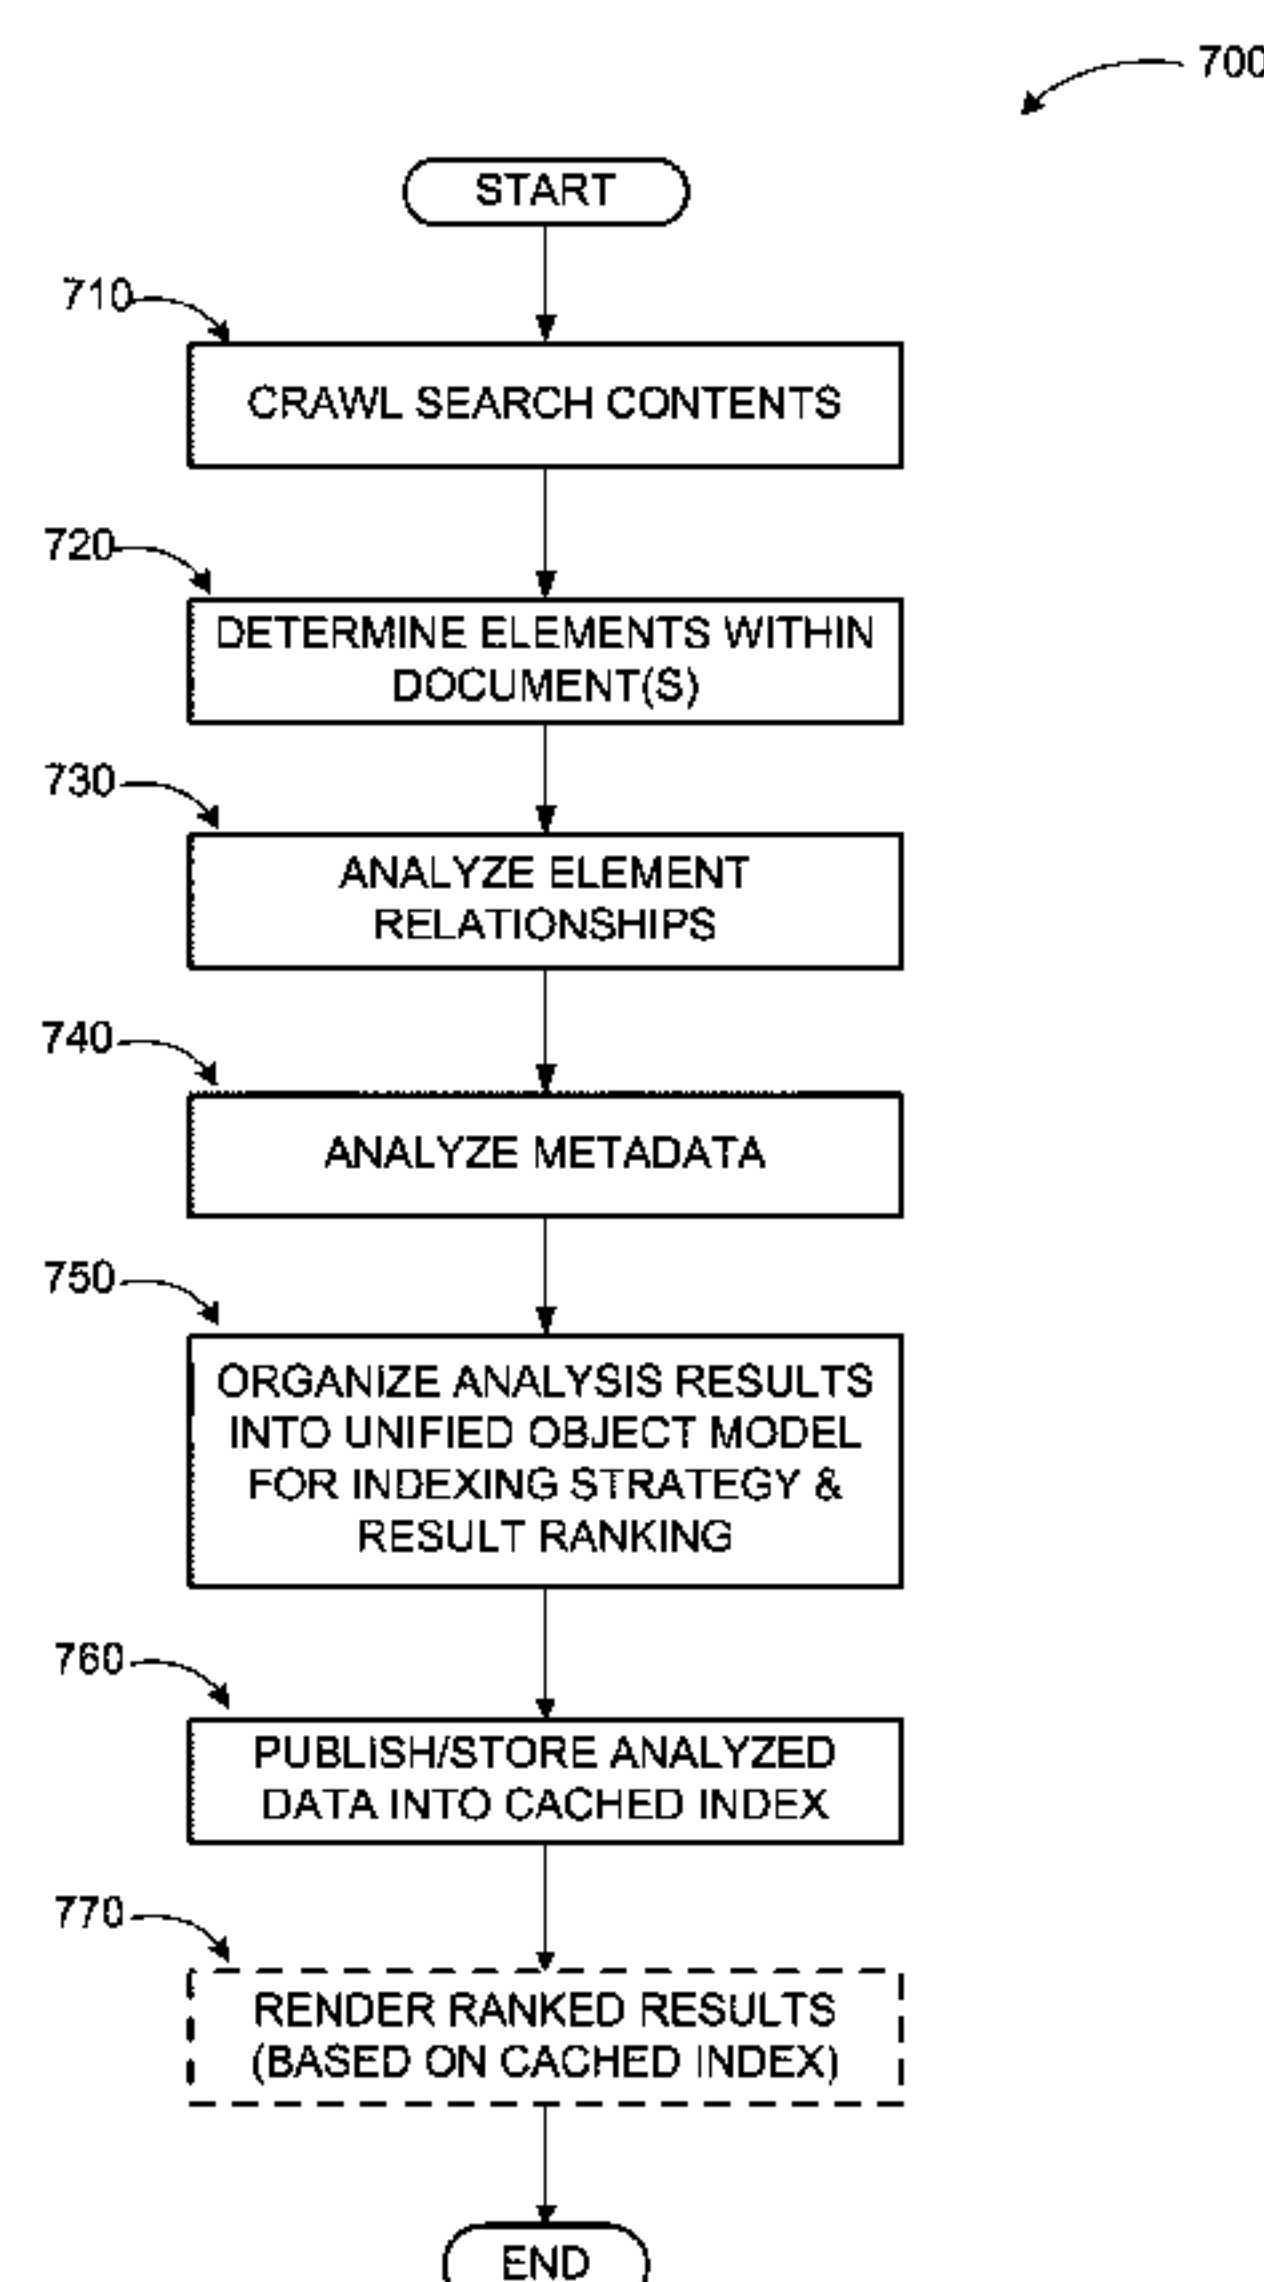 700
START
710
CRAWL SEARCH CONTENTS
720
DETERMINE ELEMENTS WITHIN
DOCUMENT(S)
730
ANALYZE ELEMENT
RELATIONSHIPS
740
ANALYZE METADATA
750
ORGANIZE ANALYSIS RESULTS
INTO UNIFIED OBJECT MODEL
FOR INDEXING STRATEGY &
RESULT RANKING
760
PUBLISH/STORE ANALYZED
DATA INTO CACHED INDEX
770
RENDER RANKED RESULTS
(BASED ON CACHED INDEX)
END